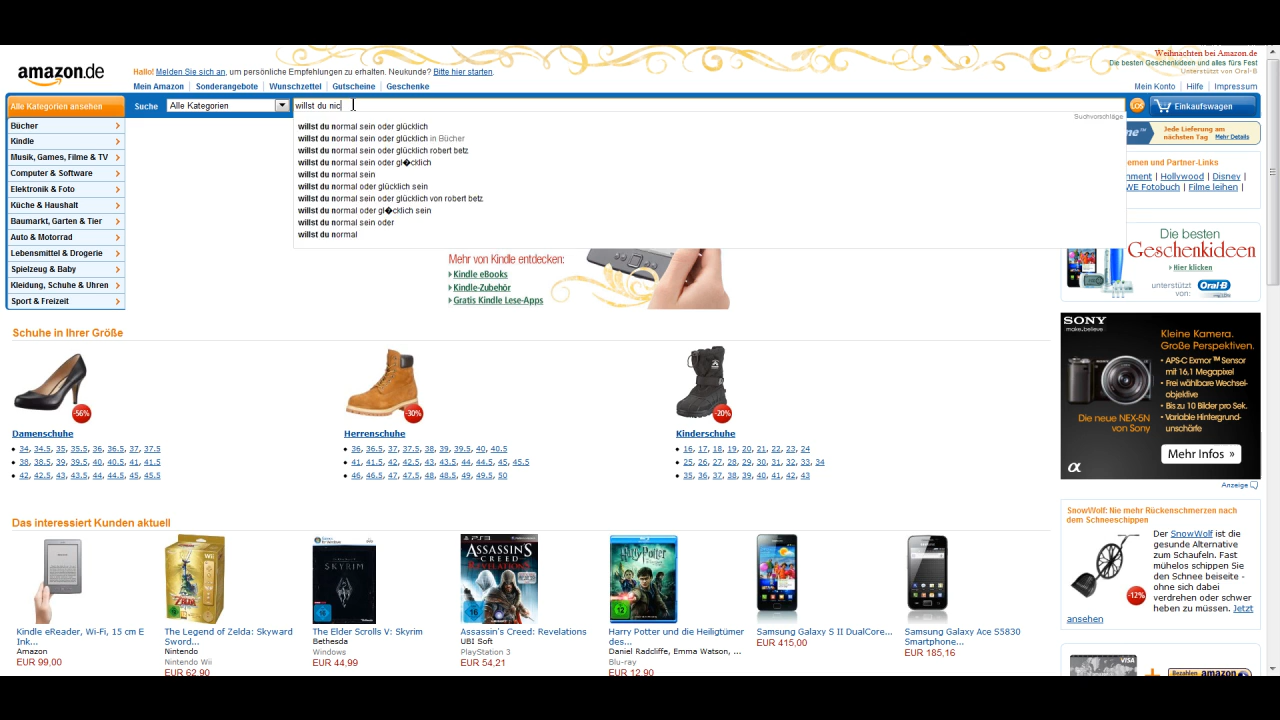 Weihnachten bei Amazon.de
Die besten Geschenkideen und alles fürs Fest
Unterstützt von Oral-B
amazon.de
Hallo! Melden Sie sich an, um persönliche Empfehlungen zu erhalten. Neukunde? Bitte hier starten.
Mein Amazon | Sonderangebote | Wunschzettel | Gutscheine | Geschenke
Mein Konto | Hilfe | Impressum
Alle Kategorien ansehen
Suche
Alle Kategorien
willst du nic
LOS
Einkaufswagen
Suchvorschläge
willst du normal sein oder glücklich
willst du normal sein oder glücklich in Bücher
willst du normal sein oder glücklich robert betz
willst du normal sein oder gl�cklich
willst du normal sein
willst du normal oder glücklich sein
willst du normal sein oder glücklich von robert betz
willst du normal oder gl�cklich sein
willst du normal sein oder
willst du normal
Bücher
Kindle
Musik, Games, Filme & TV
Computer & Software
Elektronik & Foto
Küche & Haushalt
Baumarkt, Garten & Tier
Auto & Motorrad
Lebensmittel & Drogerie
Spielzeug & Baby
Kleidung, Schuhe & Uhren
Sport & Freizeit
Jede Lieferung am
nächsten Tag Mehr Details
emen und Partner-Links
nment | Hollywood | Disney |
WE Fotobuch | Filme leihen |
Mehr von Kindle entdecken:
Kindle eBooks
Kindle-Zubehör
Gratis Kindle Lese-Apps
Die besten
Geschenkideen
Hier klicken
unterstützt
von: Oral-B
Schuhe in Ihrer Größe
-56%
-30%
-20%
Damenschuhe
34, 34.5, 35, 35.5, 36, 36.5, 37, 37.5
38, 38.5, 39, 39.5, 40, 40.5, 41, 41.5
42, 42.5, 43, 43.5, 44, 44.5, 45, 45.5
Herrenschuhe
36, 36.5, 37, 37.5, 38, 39, 39.5, 40, 40.5
41, 41.5, 42, 42.5, 43, 43.5, 44, 44.5, 45, 45.5
46, 46.5, 47, 47.5, 48, 48.5, 49, 49.5, 50
Kinderschuhe
16, 17, 18, 19, 20, 21, 22, 23, 24
25, 26, 27, 28, 29, 30, 31, 32, 33, 34
35, 36, 37, 38, 39, 40, 41, 42, 43
SONY
make.believe
Kleine Kamera.
Große Perspektiven.
• APS-C Exmor™ Sensor
mit 16,1 Megapixel
• Frei wählbare Wechsel-
objektive
• Bis zu 10 Bilder pro Sek.
• Variable Hintergrund-
unschärfe
Die neue NEX-5N
von Sony
α
Mehr Infos »
Anzeige
Das interessiert Kunden aktuell
Kindle eReader, Wi-Fi, 15 cm E
Ink...
Amazon
EUR 99,00
The Legend of Zelda: Skyward
Sword...
Nintendo
Nintendo Wii
EUR 62,90
SKYRIM
The Elder Scrolls V: Skyrim
Bethesda
Windows
EUR 44,99
PS3
ASSASSIN'S
CREED
REVELATIONS
Assassin's Creed: Revelations
UBI Soft
PlayStation 3
EUR 54,21
Harry Potter und die Heiligtümer
des...
Daniel Radcliffe, Emma Watson, ...
Blu-ray
EUR 12,90
Samsung Galaxy S II DualCore...
EUR 415,00
Samsung Galaxy Ace S5830
Smartphone...
EUR 185,16
SnowWolf: Nie mehr Rückenschmerzen nach
dem Schneeschippen
Der SnowWolf ist die
gesunde Alternative
zum Schaufeln. Fast
mühelos schippen Sie
den Schnee beiseite -
ohne sich dabei
verdrehen oder schwer
heben zu müssen. Jetzt
ansehen
-12%
VISA
Bezahlen amazon